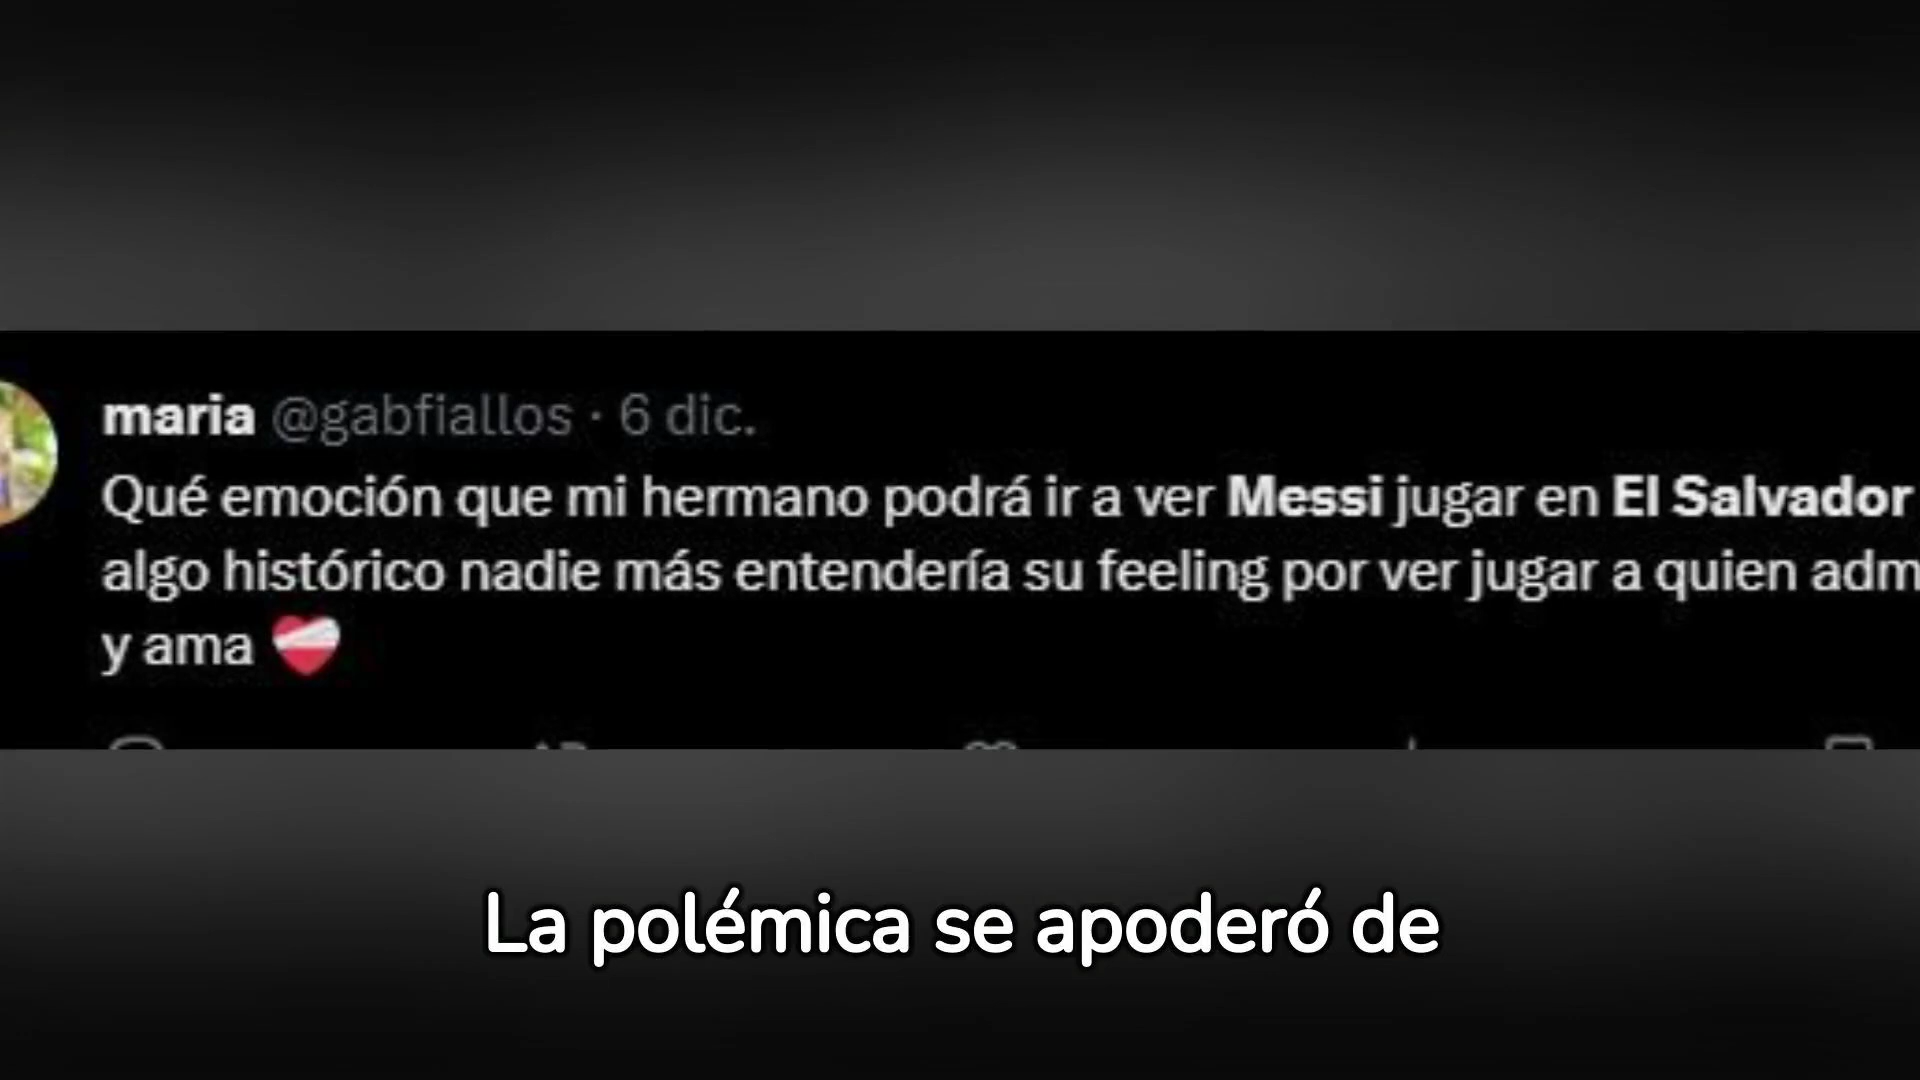 maria @gabfiallos · 6 dic.
Qué emoción que mi hermano podrá ir a ver Messi jugar en El Salvador
algo histórico nadie más entendería su feeling por ver jugar a quien
y ama ❤️
La polémica se apoderó de